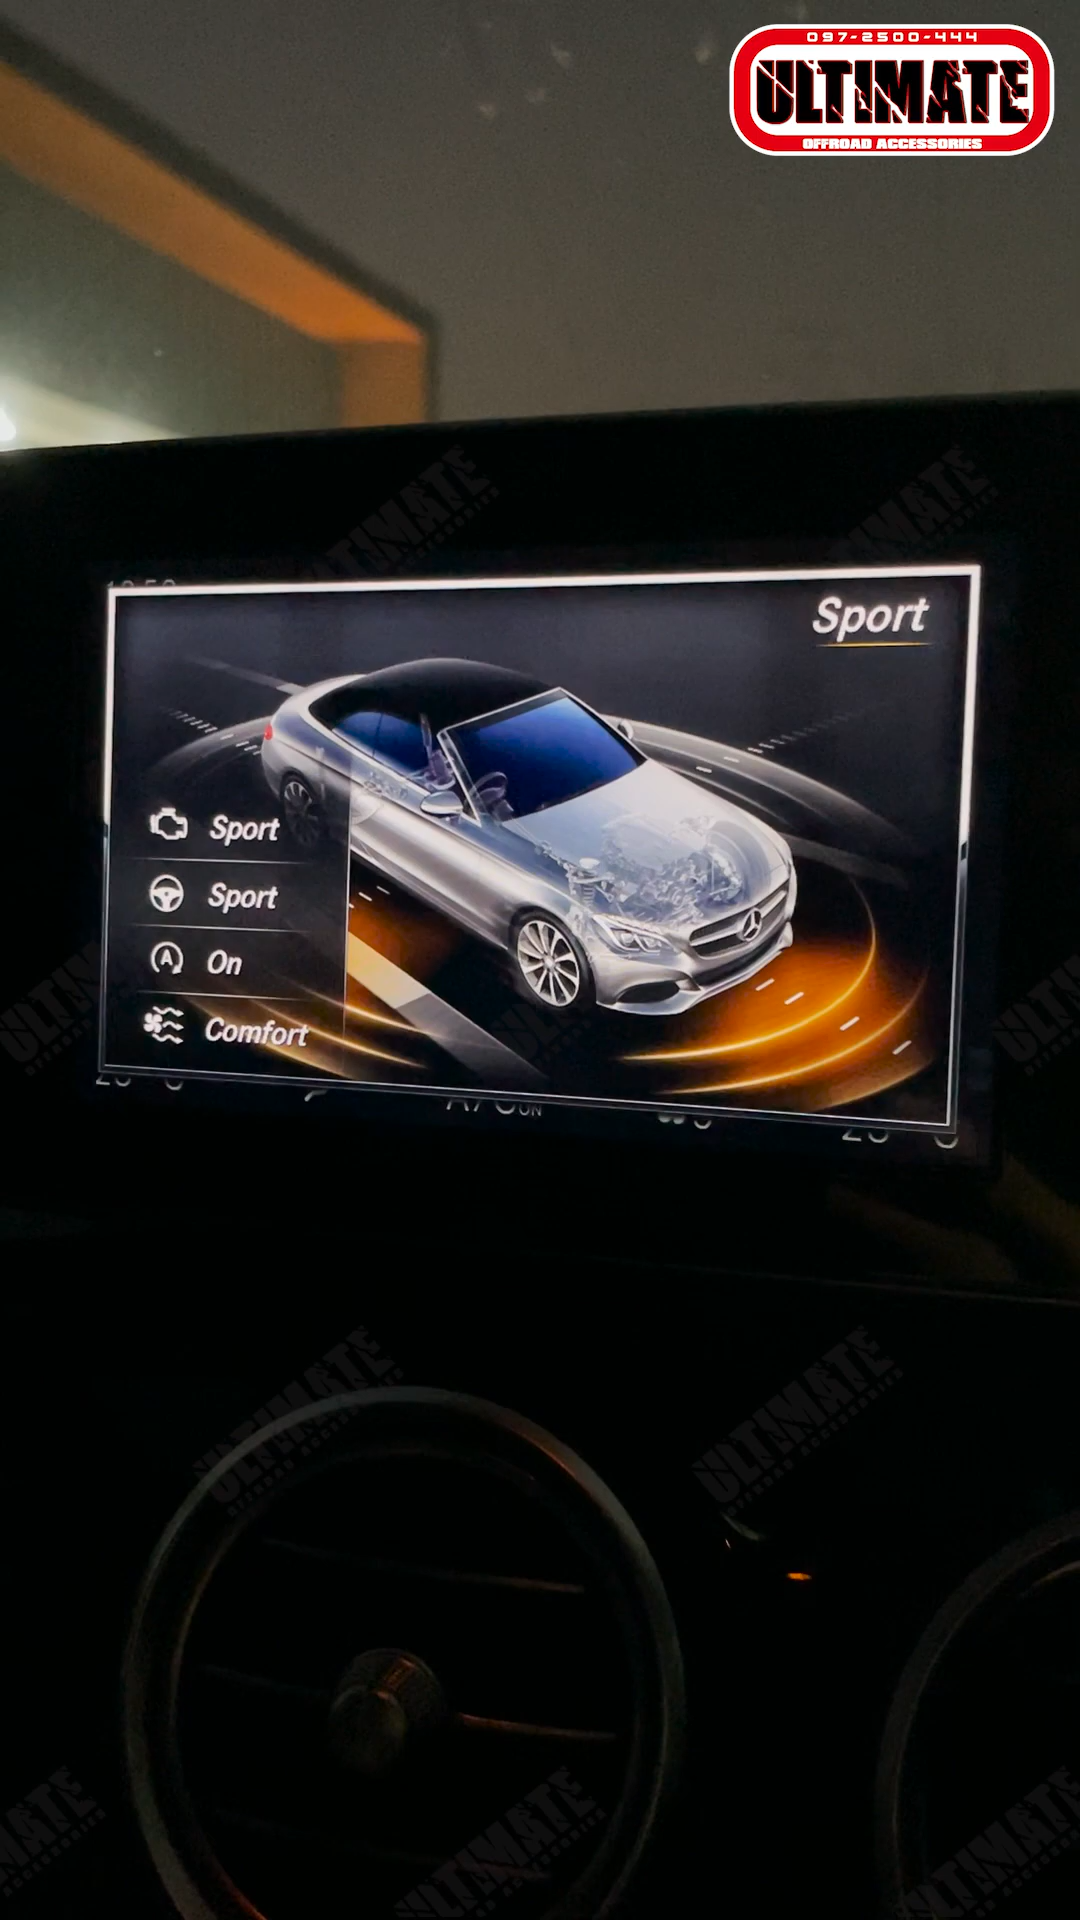 097-2500-444
ULTIMATE
OFFROAD ACCESSORIES
Sport
Sport
Sport
A
On
Comfort